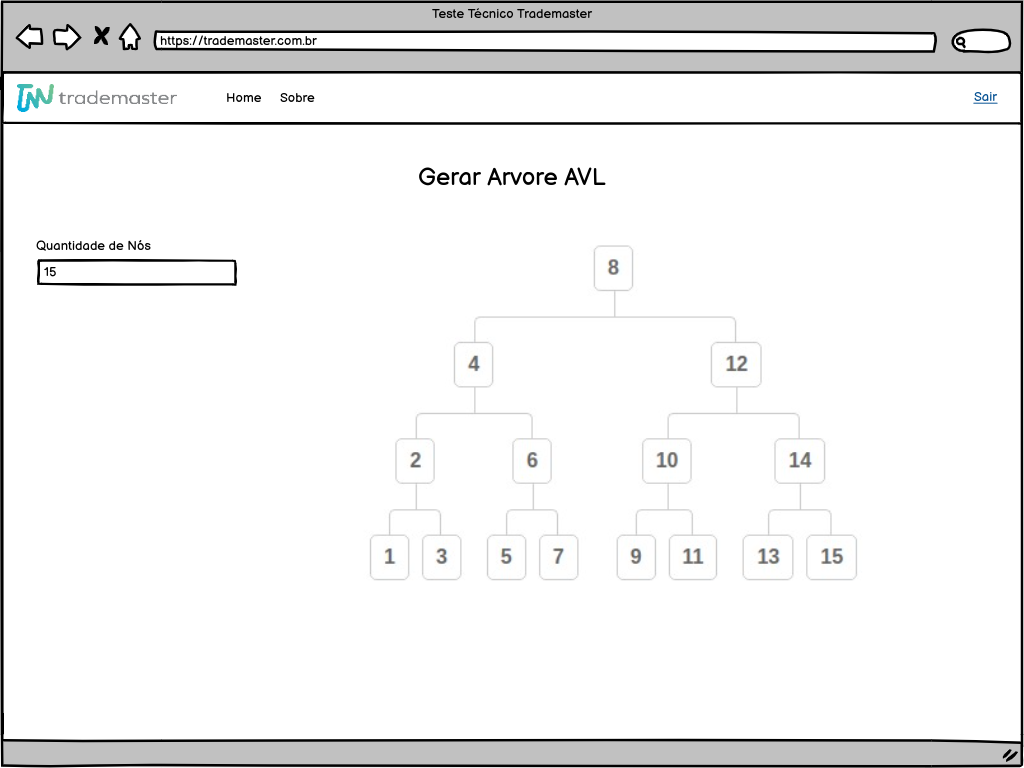 Teste Técnico Trademaster
https://trademaster.com.br
trademaster Home Sobre Sair
Gerar Arvore AVL
Quantidade de Nós
15
8
4 12
2 6 10 14
1 3 5 7 9 11 13 15